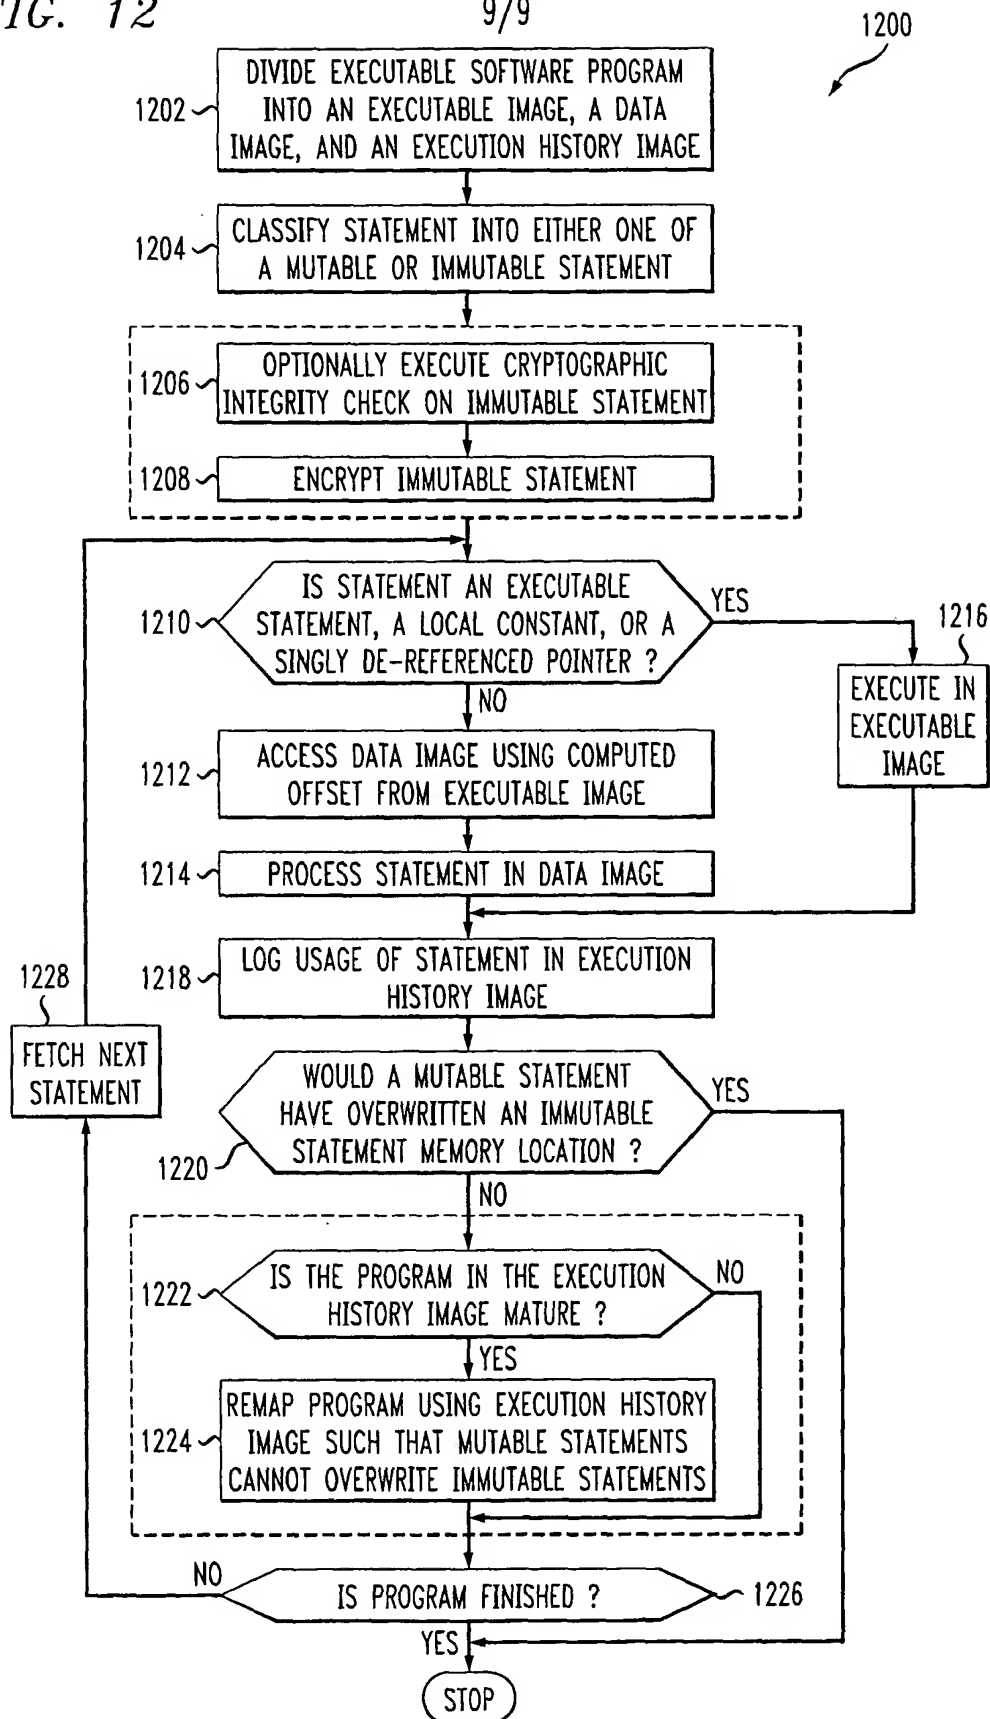 FIG. 12
9/9
1200
1202
DIVIDE EXECUTABLE SOFTWARE PROGRAM
INTO AN EXECUTABLE IMAGE, A DATA
IMAGE, AND AN EXECUTION HISTORY IMAGE
1204
CLASSIFY STATEMENT INTO EITHER ONE OF
A MUTABLE OR IMMUTABLE STATEMENT
1206
OPTIONALLY EXECUTE CRYPTOGRAPHIC
INTEGRITY CHECK ON IMMUTABLE STATEMENT
1208
ENCRYPT IMMUTABLE STATEMENT
1210
IS STATEMENT AN EXECUTABLE
STATEMENT, A LOCAL CONSTANT, OR A
SINGLY DE-REFERENCED POINTER ?
YES
NO
1216
EXECUTE IN
EXECUTABLE
IMAGE
1212
ACCESS DATA IMAGE USING COMPUTED
OFFSET FROM EXECUTABLE IMAGE
1214
PROCESS STATEMENT IN DATA IMAGE
1218
LOG USAGE OF STATEMENT IN EXECUTION
HISTORY IMAGE
1228
FETCH NEXT
STATEMENT
1220
WOULD A MUTABLE STATEMENT
HAVE OVERWRITTEN AN IMMUTABLE
STATEMENT MEMORY LOCATION ?
YES
NO
1222
IS THE PROGRAM IN THE EXECUTION
HISTORY IMAGE MATURE ?
NO
YES
1224
REMAP PROGRAM USING EXECUTION HISTORY
IMAGE SUCH THAT MUTABLE STATEMENTS
CANNOT OVERWRITE IMMUTABLE STATEMENTS
NO
IS PROGRAM FINISHED ?
1226
YES
STOP